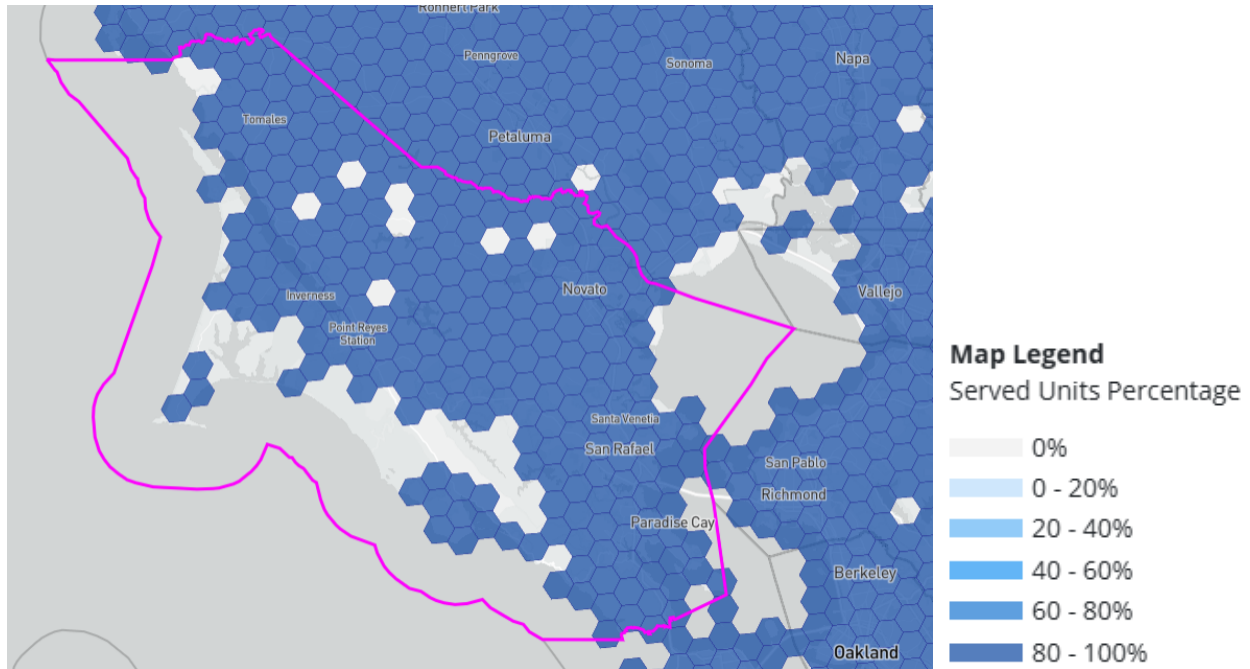 Rohnert Park
Penngrove
Sonoma
Napa
Tomales
Petaluma
Inverness
Novato
Vallejo
Point Reyes
Station
Santa Venetia
San Rafael
San Pablo
Richmond
Paradise Cay
Berkeley
Oakland
Map Legend
Served Units Percentage
0%
0 - 20%
20 - 40%
40 - 60%
60 - 80%
80 - 100%